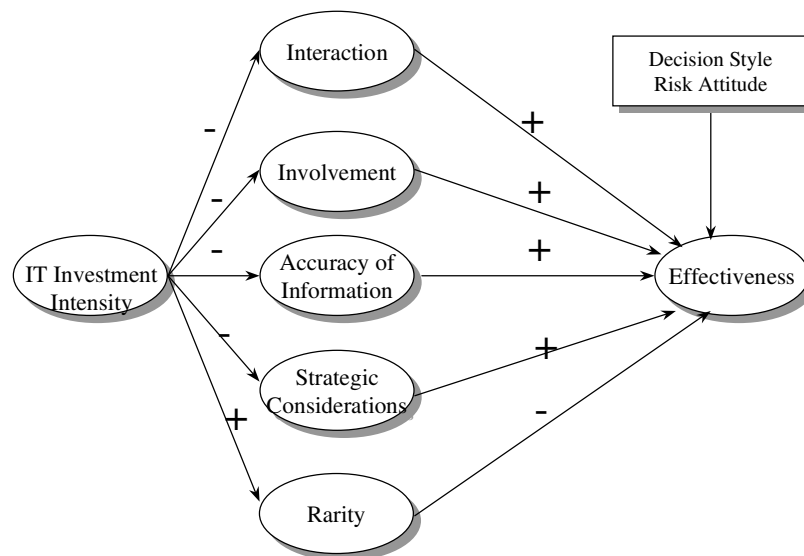 Interaction
Decision Style
Risk Attitude
-
+
Involvement
-
+
-
+
IT Investment
Intensity
Accuracy of
Information
Effectiveness
-
+
Strategic
Considerations
+
-
Rarity